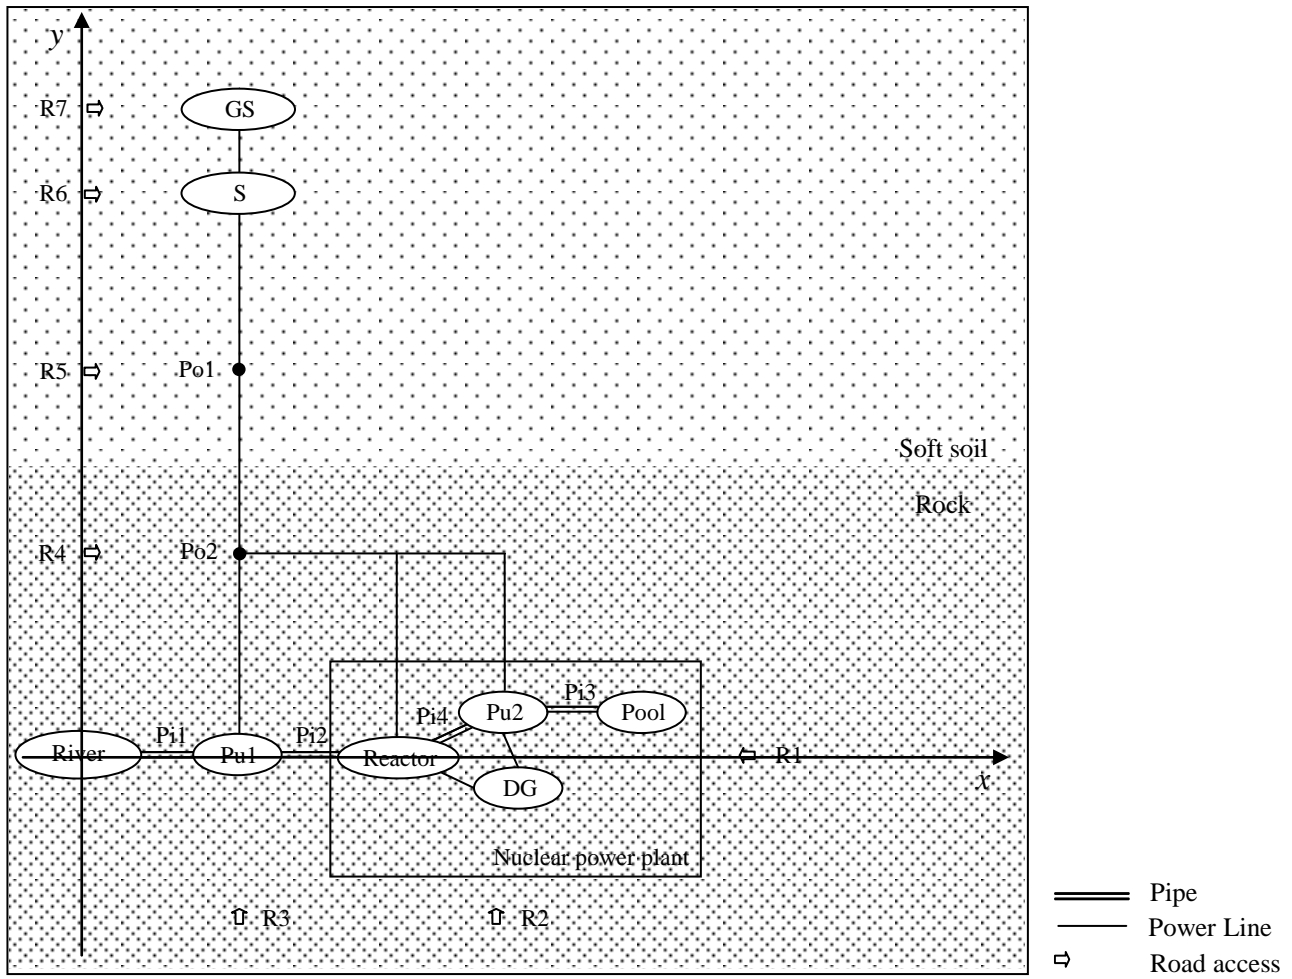 y
R7
GS
R6
S
R5
Po1
Soft soil
Rock
R4
Po2
Pi3
Pi4
Pu2
Pool
River
Pi1
Pu1
Pi2
Reactor
R1
x
DG
Nuclear power plant
R3
R2
Pipe
Power Line
Road access